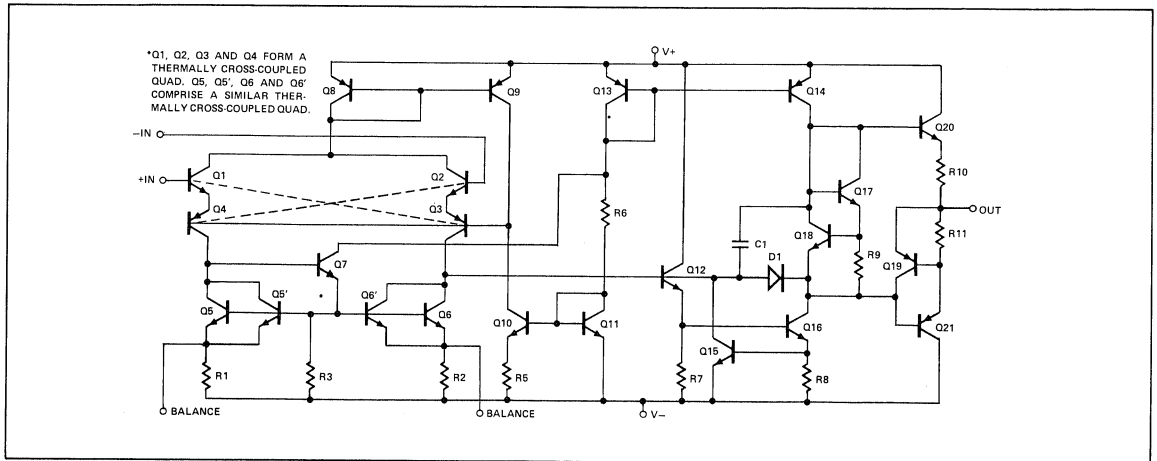 *Q1, Q2, Q3 AND Q4 FORM A
THERMALLY CROSS-COUPLED
QUAD. Q5, Q5', Q6 AND Q6'
COMPRISE A SIMILAR THER-
MALLY CROSS-COUPLED QUAD.
V+
Q8
Q9
Q13
Q14
Q20
−IN
+IN
Q1
Q2
Q17
R10
Q4
Q3
R6
OUT
C1
Q18
R11
R9
D1
Q19
Q7
Q12
Q5
Q5'
Q6'
Q6
Q10
Q11
Q16
Q21
Q15
R1
R3
R2
R5
R7
R8
BALANCE
BALANCE
V−